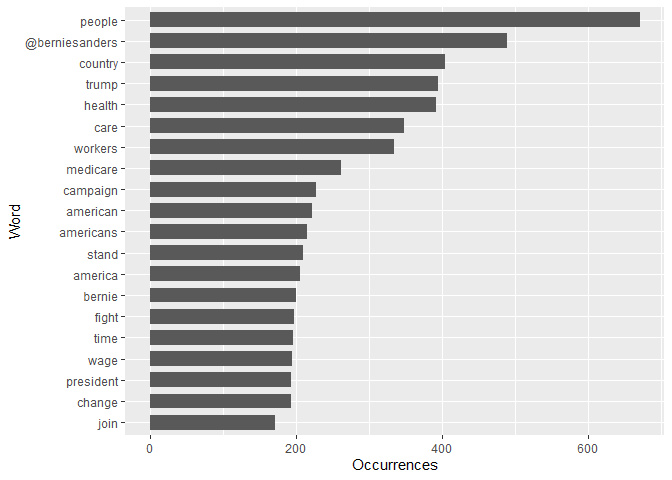 people
@berniesanders
country
trump
health
care
workers
medicare
campaign
american
americans
stand
america
bernie
fight
time
wage
president
change
join
Word
0 200 400 600
Occurrences